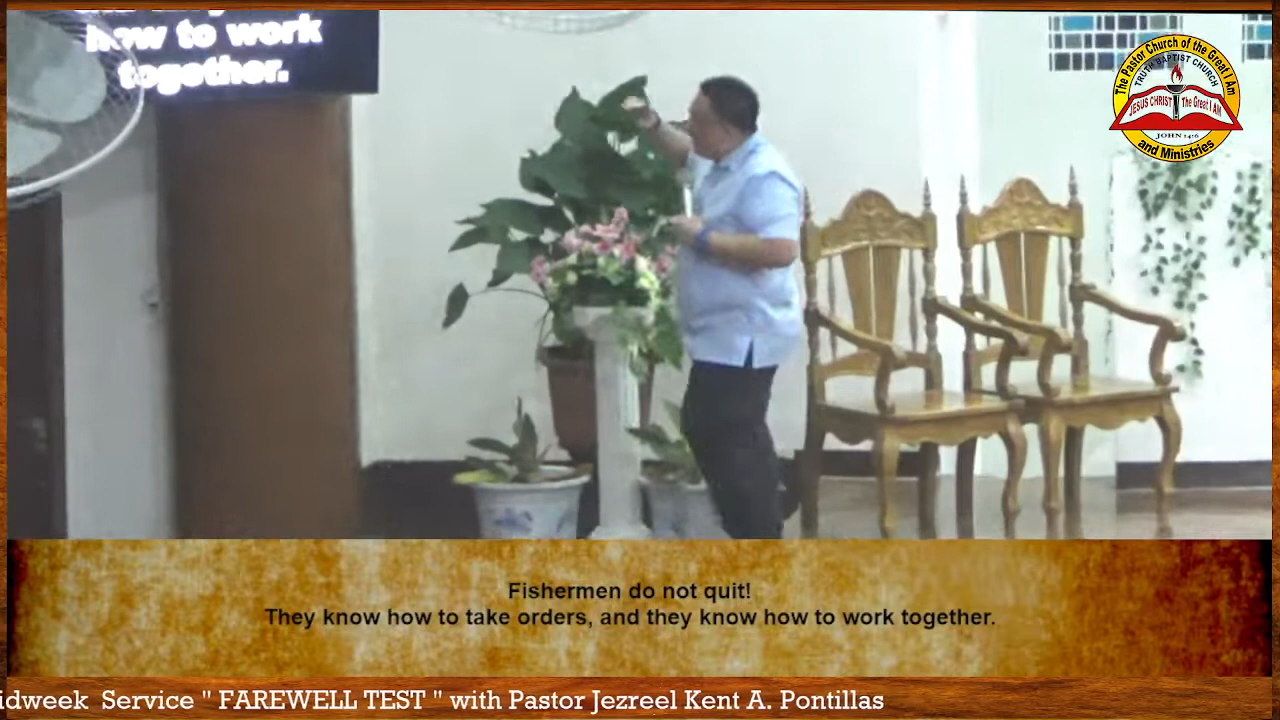 how to work
together.
The Pastor Church of the Great I Am
TRUTH BAPTIST CHURCH
JESUS CHRIST The Great I AM
JOHN 14:6
and Ministries
Fishermen do not quit!
They know how to take orders, and they know how to work together.
idweek Service " FAREWELL TEST " with Pastor Jezreel Kent A. Pontillas